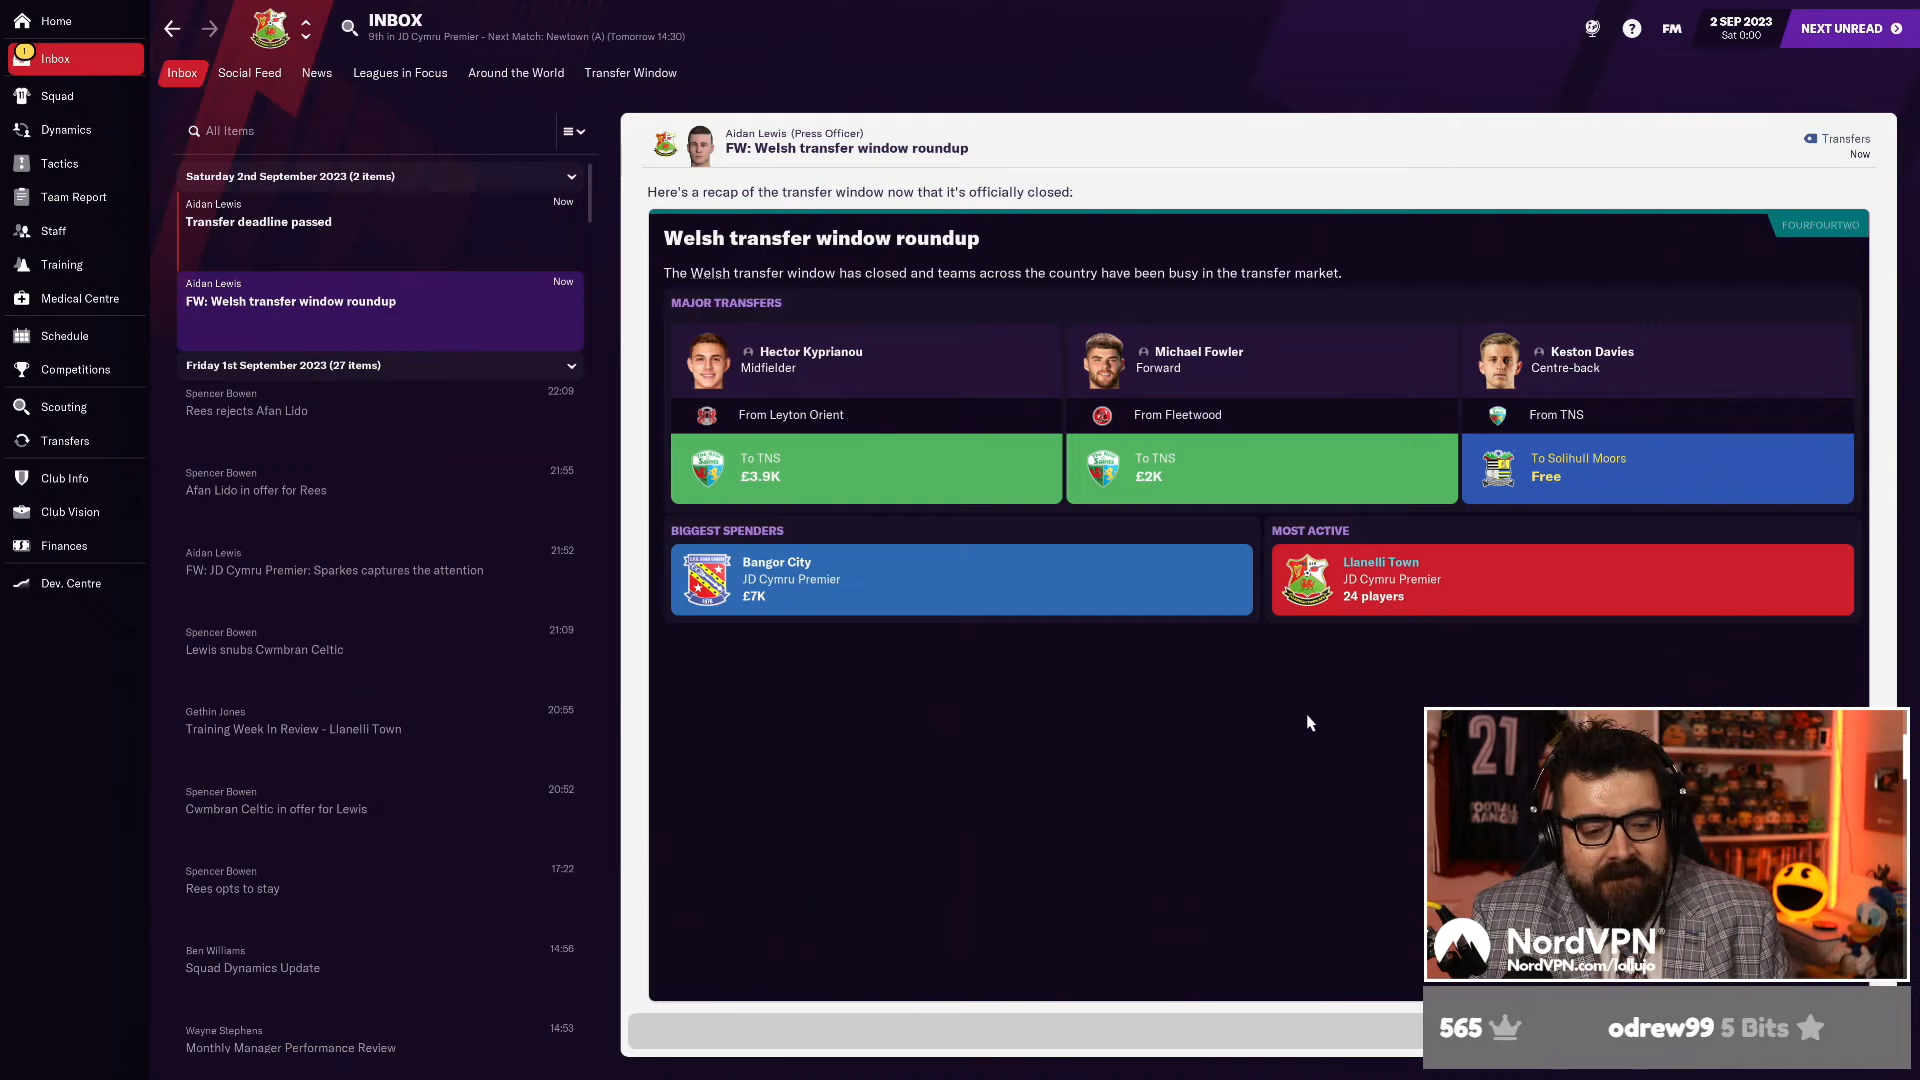 Home
1
Inbox
Squad
Dynamics
Tactics
Team Report
Staff
Training
Medical Centre
Schedule
Competitions
Scouting
Transfers
Club Info
Club Vision
Finances
Dev. Centre
INBOX
9th in JD Cymru Premier - Next Match: Newtown (A) (Tomorrow 14:30)
FM
2 SEP 2023
Sat 0:00
NEXT UNREAD
Inbox Social Feed News Leagues in Focus Around the World Transfer Window
All Items
Saturday 2nd September 2023 (2 items)
Aidan Lewis Now
Transfer deadline passed
Aidan Lewis Now
FW: Welsh transfer window roundup
Friday 1st September 2023 (27 items)
Spencer Bowen 22:09
Rees rejects Afan Lido
Spencer Bowen 21:55
Afan Lido in offer for Rees
Aidan Lewis 21:52
FW: JD Cymru Premier: Sparkes captures the attention
Spencer Bowen 21:09
Lewis snubs Cwmbran Celtic
Gethin Jones 20:55
Training Week In Review - Llanelli Town
Spencer Bowen 20:52
Cwmbran Celtic in offer for Lewis
Spencer Bowen 17:22
Rees opts to stay
Ben Williams 14:56
Squad Dynamics Update
Wayne Stephens 14:53
Monthly Manager Performance Review
Aidan Lewis (Press Officer)
FW: Welsh transfer window roundup
Transfers
Now
Here's a recap of the transfer window now that it's officially closed:
FOURFOURTWO
Welsh transfer window roundup
The Welsh transfer window has closed and teams across the country have been busy in the transfer market.
MAJOR TRANSFERS
Hector Kyprianou
Midfielder
From Leyton Orient
To TNS
£3.9K
Michael Fowler
Forward
From Fleetwood
To TNS
£2K
Keston Davies
Centre-back
From TNS
To Solihull Moors
Free
BIGGEST SPENDERS
Bangor City
JD Cymru Premier
£7K
MOST ACTIVE
Llanelli Town
JD Cymru Premier
24 players
21
FOOTBALL
MANAGER
NordVPN®
NordVPN.com/lollujo
565
odrew99 5 Bits